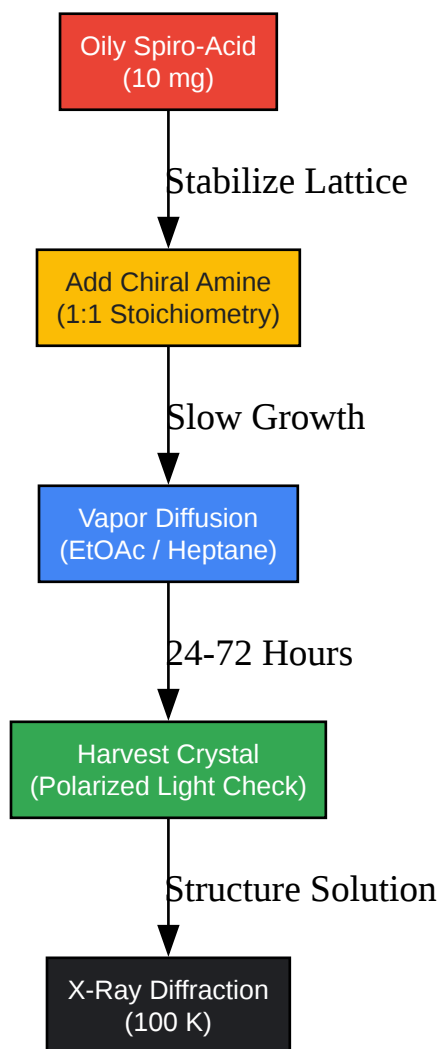 Oily Spiro-Acid
(10 mg)
Stabilize Lattice
Add Chiral Amine
(1:1 Stoichiometry)
Slow Growth
Vapor Diffusion
(EtOAc / Heptane)
24-72 Hours
Harvest Crystal
(Polarized Light Check)
Structure Solution
X-Ray Diffraction
(100 K)